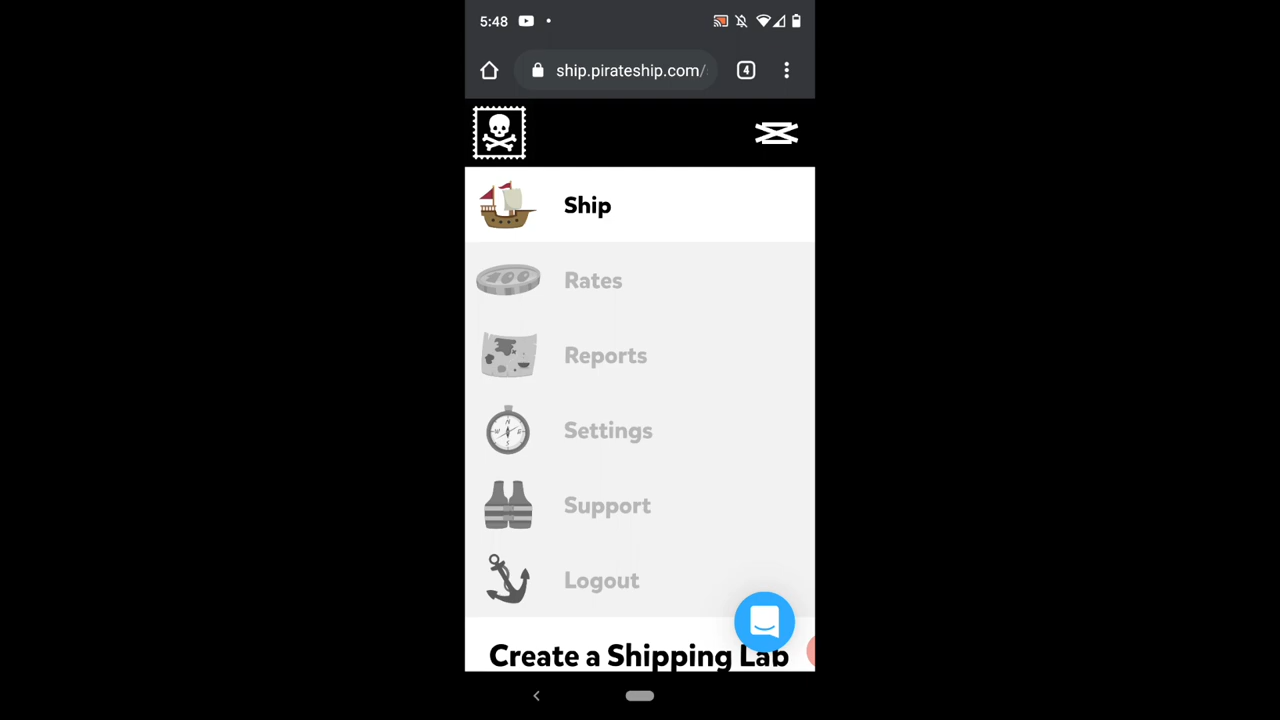 5:48
ship.pirateship.com/
4
Ship
Rates
Reports
Settings
Support
Logout
Create a Shipping Lab